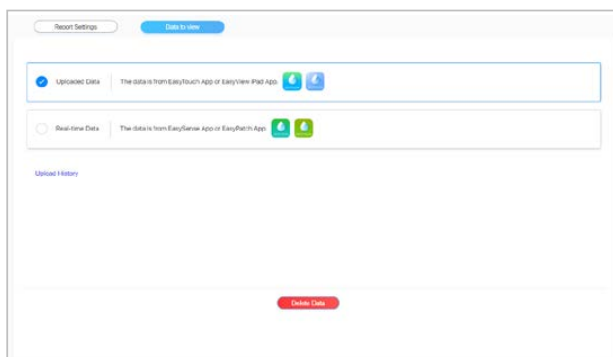 Report Settings
Data to view
Uploaded Data
The data is from EasyTouch App or EasyView iPad App.
Real-time Data
The data is from EasySense App or EasyPatch App.
Upload History
Delete Data